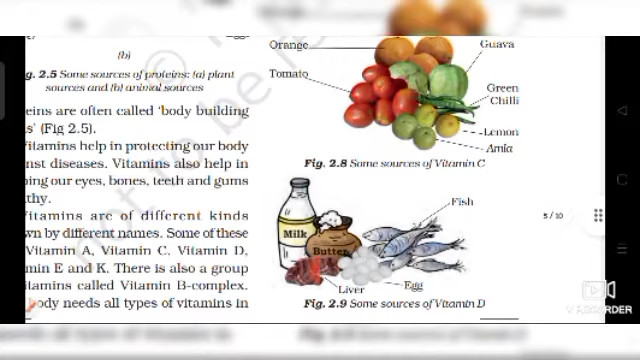 (b)
g. 2.5 Some sources of proteins: (a) plant
sources and (b) animal sources
eins are often called 'body building
s' (Fig 2.5).
itamins help in protecting our body
nst diseases. Vitamins also help in
ing our eyes, bones, teeth and gums
thy.
itamins are of different kinds
wn by different names. Some of these
Vitamin A, Vitamin C, Vitamin D,
min E and K. There is also a group
itamins called Vitamin B-complex.
body needs all types of vitamins in
Orange
Guava
Tomato
Green
Chilli
Lemon
Amla
Fig. 2.8 Some sources of Vitamin C
Fish
Milk
Butter
Liver
Egg
Fig. 2.9 Some sources of Vitamin D
5 / 10
not to be re